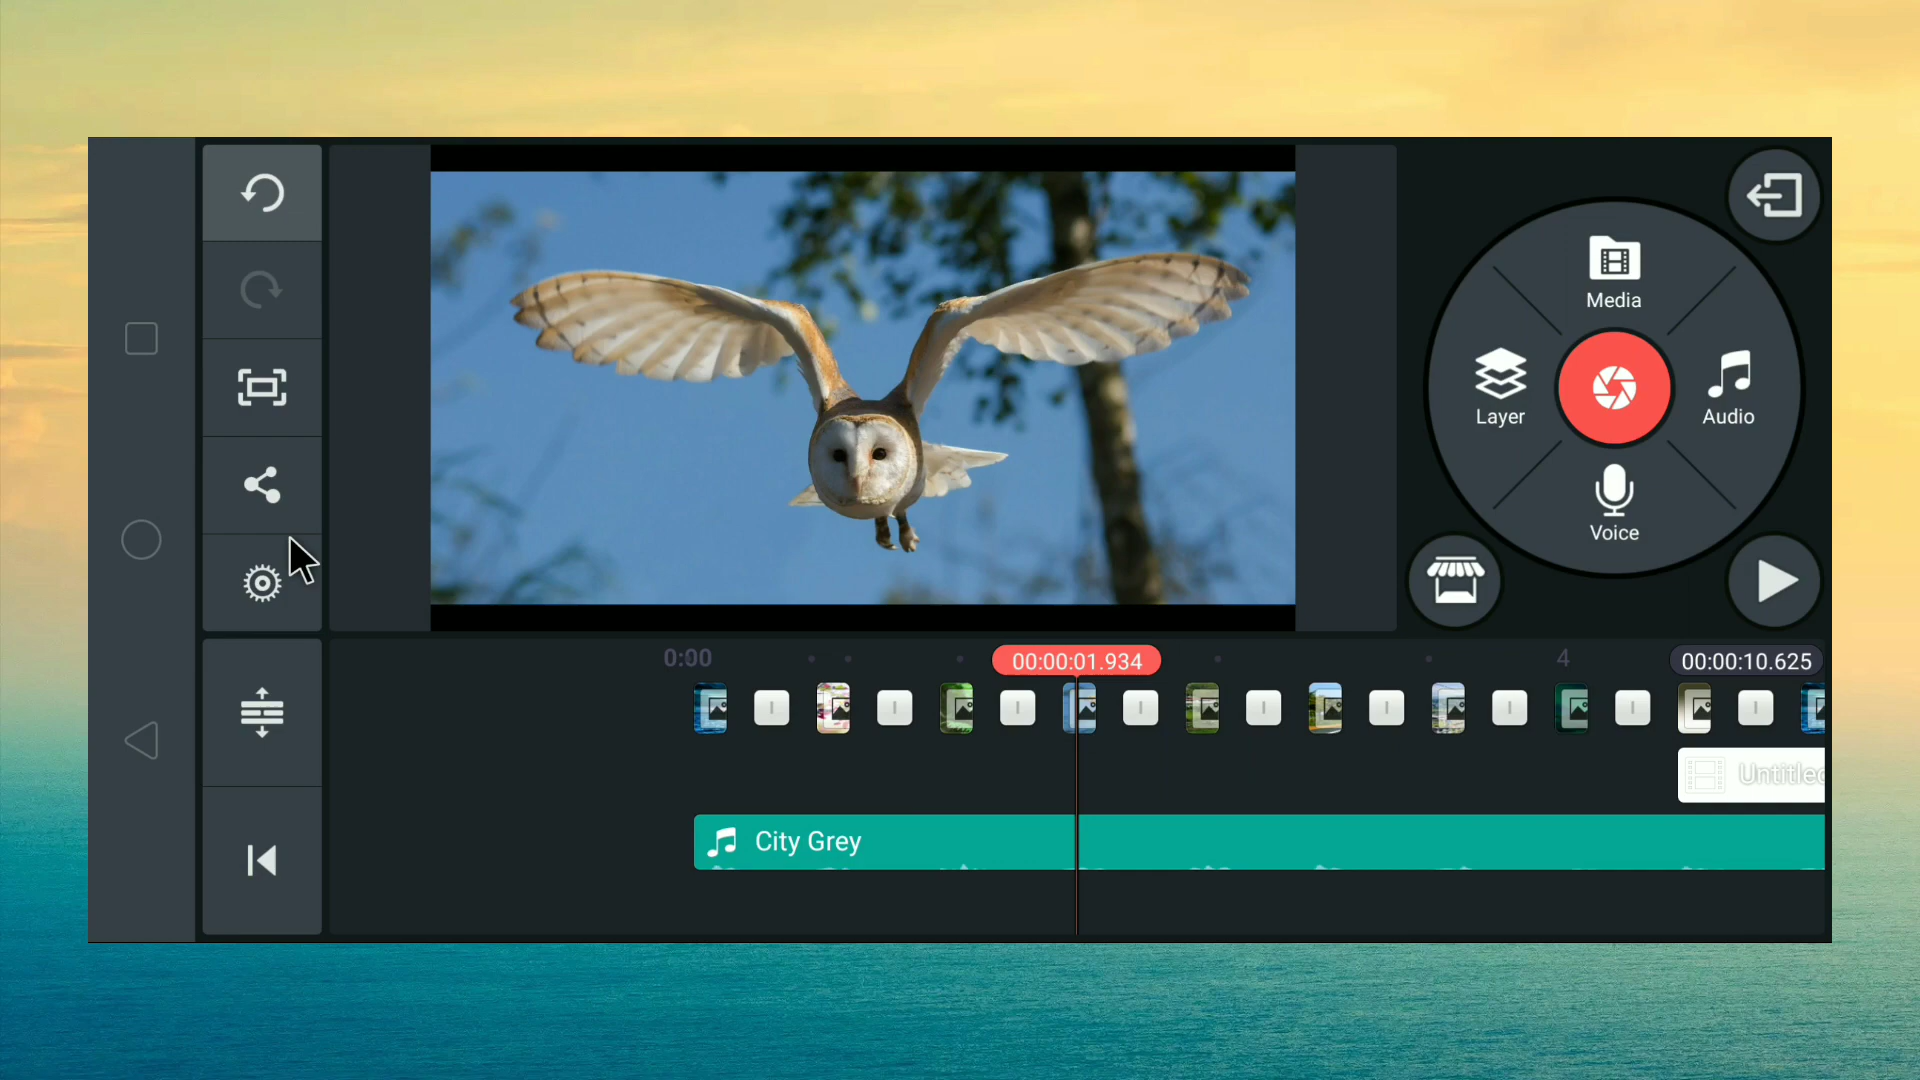 Media
Layer
Audio
Voice
0:00
00:00:01.934
4
00:00:10.625
Untitled
City Grey